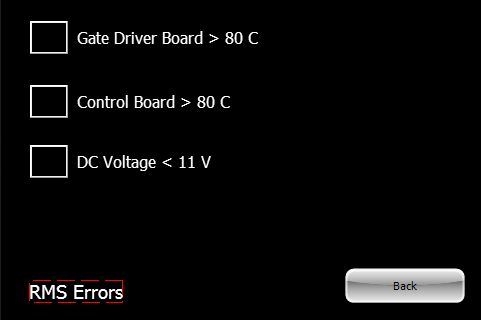 Gate Driver Board > 80 C
Control Board > 80 C
DC Voltage < 11 V
RMS Errors
Back